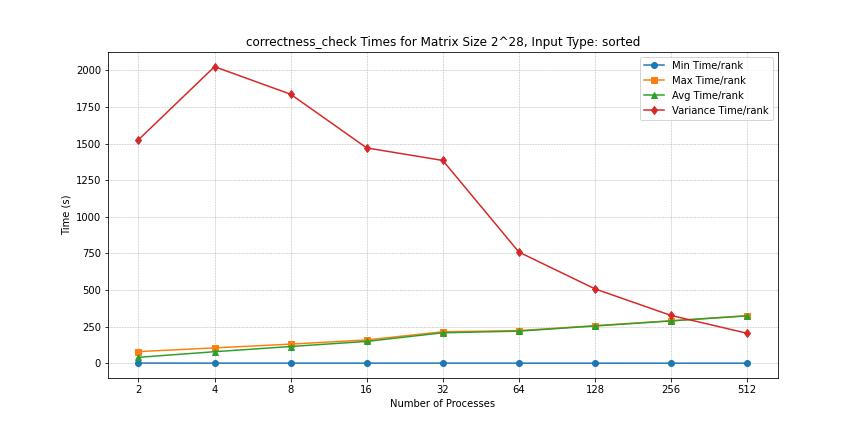 correctness_check Times for Matrix Size 2^28, Input Type: sorted
Min Time/rank
Max Time/rank
Avg Time/rank
Variance Time/rank
Time (s)
2000
1750
1500
1250
1000
750
500
250
0
2 4 8 16 32 64 128 256 512
Number of Processes